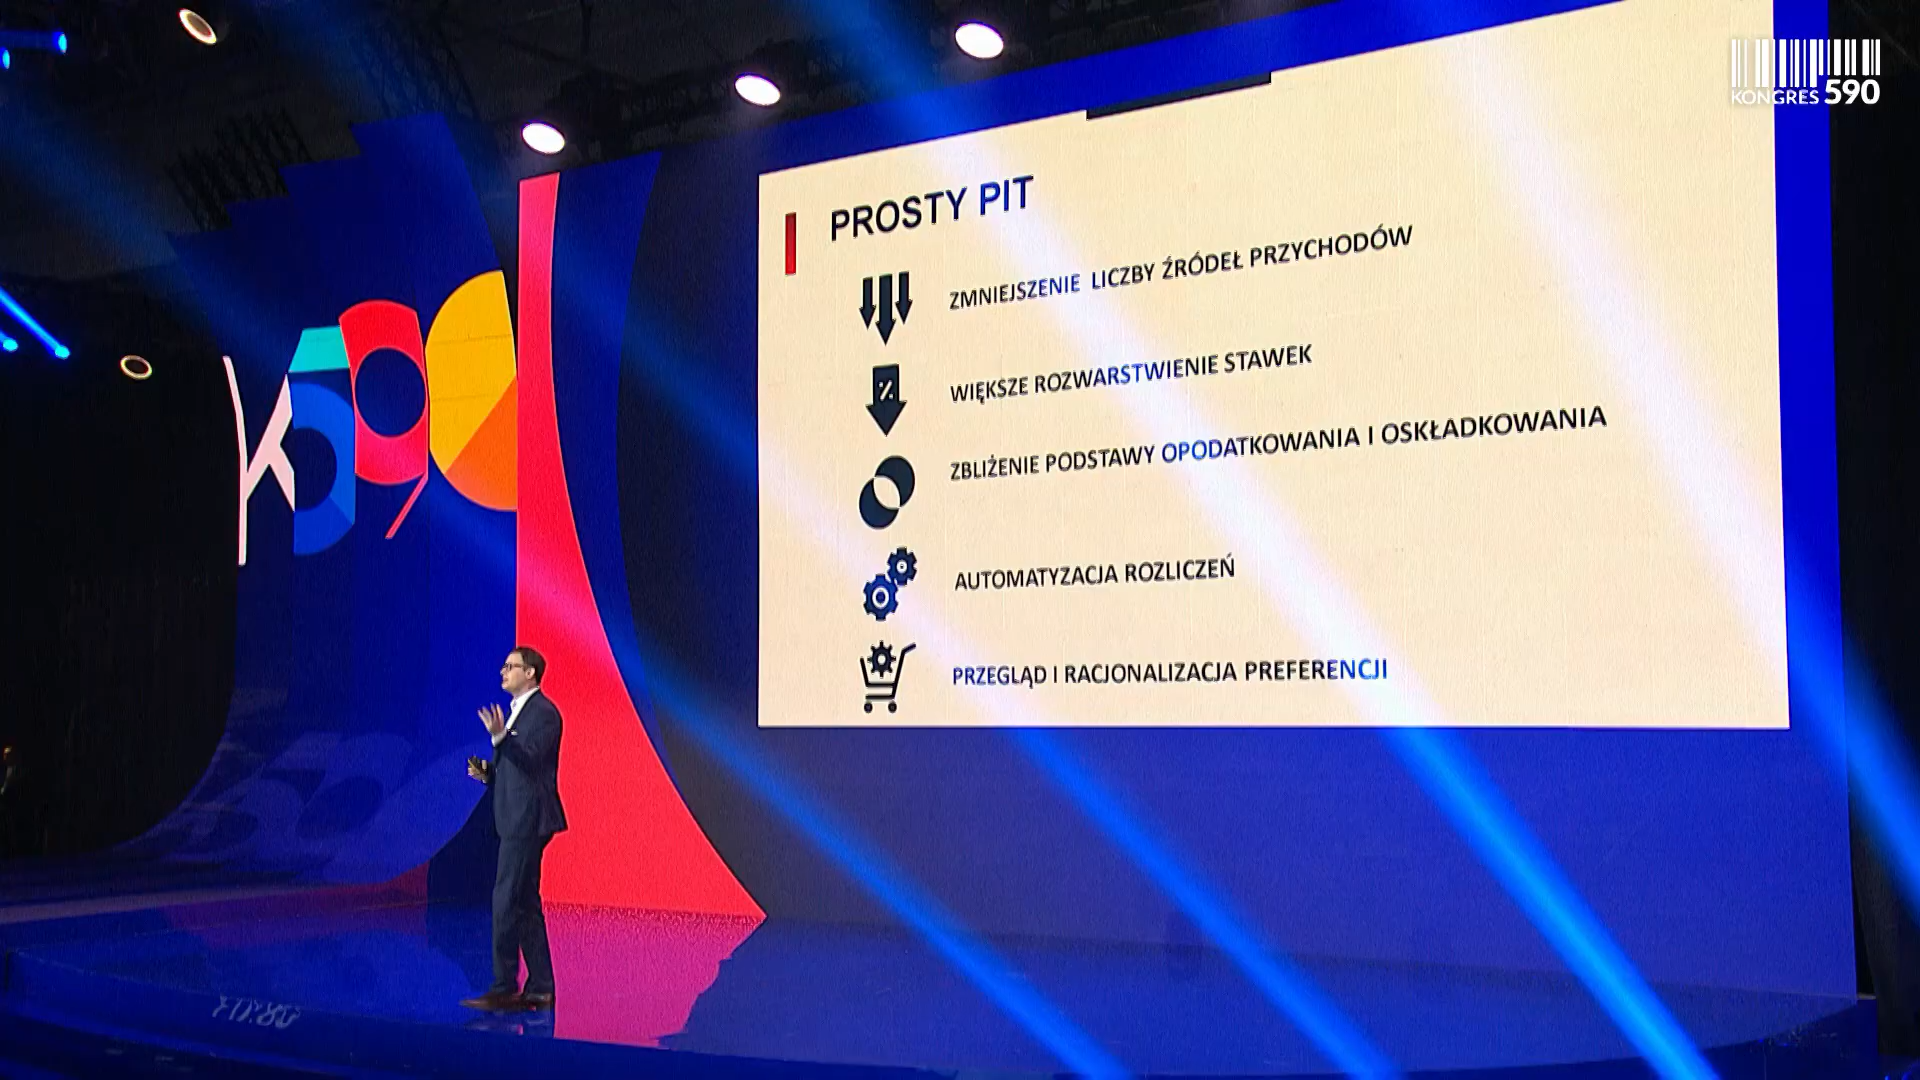 KONGRES 590
PROSTY PIT
ZMNIEJSZENIE LICZBY ŹRÓDEŁ PRZYCHODÓW
WIĘKSZE ROZWARSTWIENIE STAWEK
ZBLIŻENIE PODSTAWY OPODATKOWANIA I OSKŁADKOWANIA
AUTOMATYZACJA ROZLICZEŃ
PRZEGLĄD I RACJONALIZACJA PREFERENCJI
K590